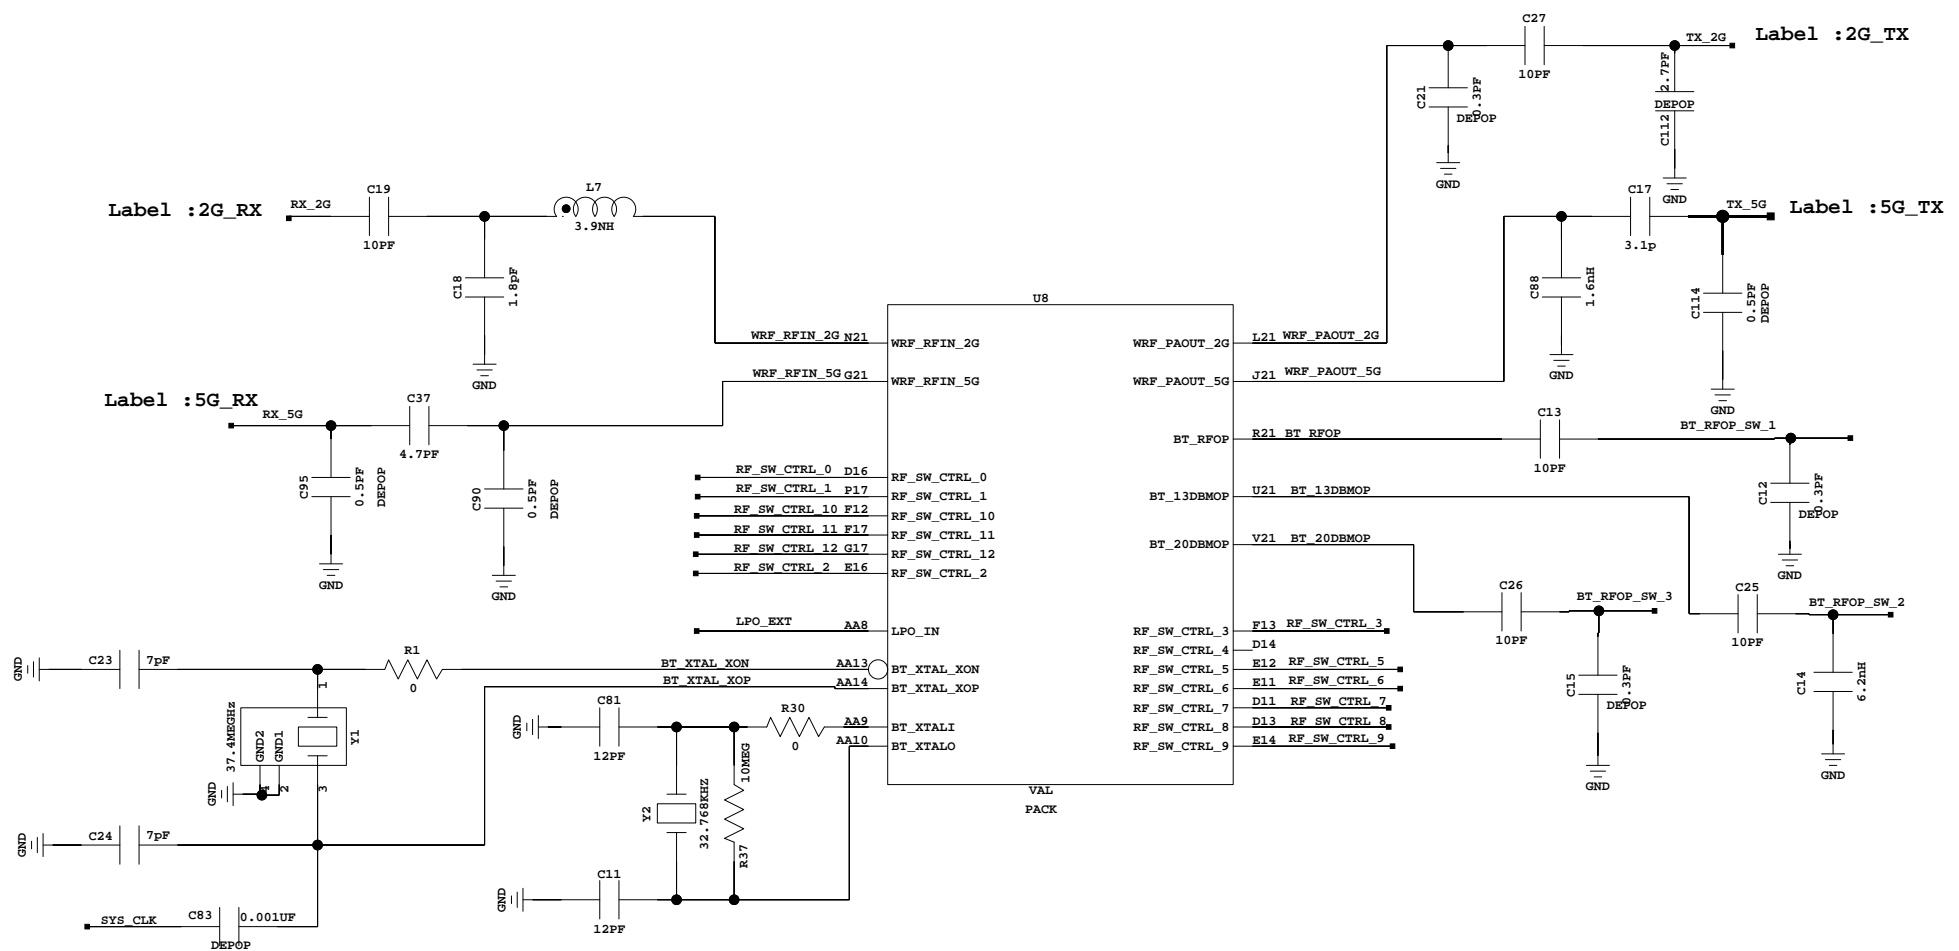 C27
TX_2G
Label :2G_TX
10PF
2.7PF
DEPOP
C112
C21
0.3PF
DEPOP
GND
GND
C19
L7
RX_2G
Label :2G_RX
10PF
3.9NH
C18
1.8pF
GND
C17
TX_5G
Label :5G_TX
3.1p
C88
1.6nH
GND
C114
0.5PF
DEPOP
GND
U8
WRF_RFIN_2G N21 WRF_RFIN_2G
WRF_PAOUT_2G L21 WRF_PAOUT_2G
WRF_RFIN_5G G21 WRF_RFIN_5G
WRF_PAOUT_5G J21 WRF_PAOUT_5G
Label :5G_RX
RX_5G
C37
4.7PF
C95
0.5PF
DEPOP
GND
C90
0.5PF
DEPOP
GND
BT_RFOP R21 BT_RFOP
C13
10PF
BT_RFOP_SW_1
C12
0.3PF
DEPOP
GND
RF_SW_CTRL_0 D16 RF_SW_CTRL_0
RF_SW_CTRL_1 P17 RF_SW_CTRL_1
RF_SW_CTRL_10 F12 RF_SW_CTRL_10
RF_SW_CTRL_11 F17 RF_SW_CTRL_11
RF_SW_CTRL_12 G17 RF_SW_CTRL_12
RF_SW_CTRL_2 E16 RF_SW_CTRL_2
BT_13DBMOP U21 BT_13DBMOP
BT_20DBMOP V21 BT_20DBMOP
C26
10PF
BT_RFOP_SW_3
C15
0.3PF
DEPOP
GND
C25
10PF
BT_RFOP_SW_2
C14
6.2nH
GND
LPO_EXT AA8 LPO_IN
RF_SW_CTRL_3 F13 RF_SW_CTRL_3
RF_SW_CTRL_4 D14
RF_SW_CTRL_5 E12 RF_SW_CTRL_5
RF_SW_CTRL_6 E11 RF_SW_CTRL_6
RF_SW_CTRL_7 D11 RF_SW_CTRL_7
RF_SW_CTRL_8 D13 RF_SW_CTRL_8
RF_SW_CTRL_9 E14 RF_SW_CTRL_9
GND
C23
7pF
R1
0
BT_XTAL_XON AA13 BT_XTAL_XON
BT_XTAL_XOP AA14 BT_XTAL_XOP
1
37.4MEGHz
GND2
GND1
Y1
GND
4
2
3
GND
C81
12PF
R30
0
AA9 BT_XTALI
AA10 BT_XTALO
10MEG
Y2
32.768KHZ
R37
VAL
PACK
GND
C24
7pF
GND
C11
12PF
SYS_CLK
C83
0.001UF
DEPOP